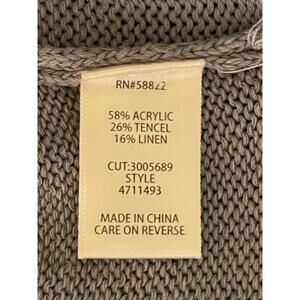 RN#58822
58% ACRYLIC
26% TENCEL
16% LINEN
CUT:3005689
STYLE
4711493
MADE IN CHINA
CARE ON REVERSE